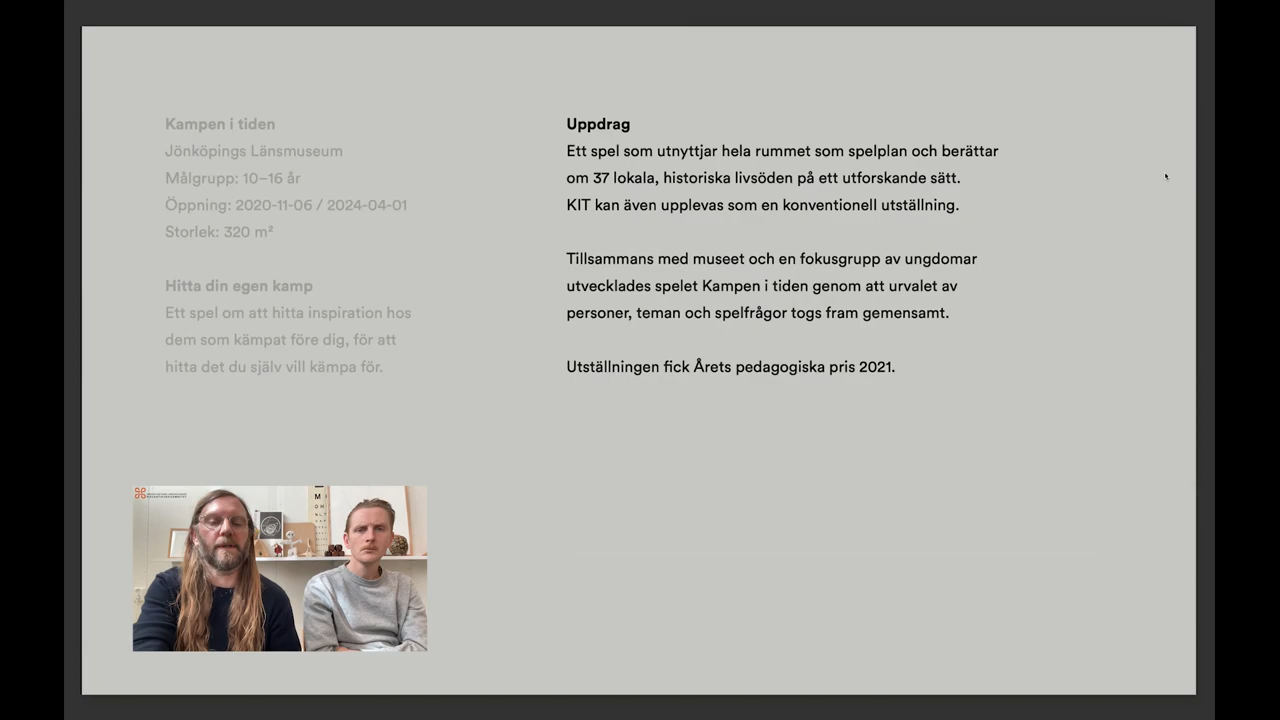 Kampen i tiden
Jönköpings Länsmuseum
Målgrupp: 10–16 år
Öppning: 2020-11-06 / 2024-04-01
Storlek: 320 m²
Hitta din egen kamp
Ett spel om att hitta inspiration hos
dem som kämpat före dig, för att
hitta det du själv vill kämpa för.
Uppdrag
Ett spel som utnyttjar hela rummet som spelplan och berättar
om 37 lokala, historiska livsöden på ett utforskande sätt.
KIT kan även upplevas som en konventionell utställning.
Tillsammans med museet och en fokusgrupp av ungdomar
utvecklades spelet Kampen i tiden genom att urvalet av
personer, teman och spelfrågor togs fram gemensamt.
Utställningen fick Årets pedagogiska pris 2021.